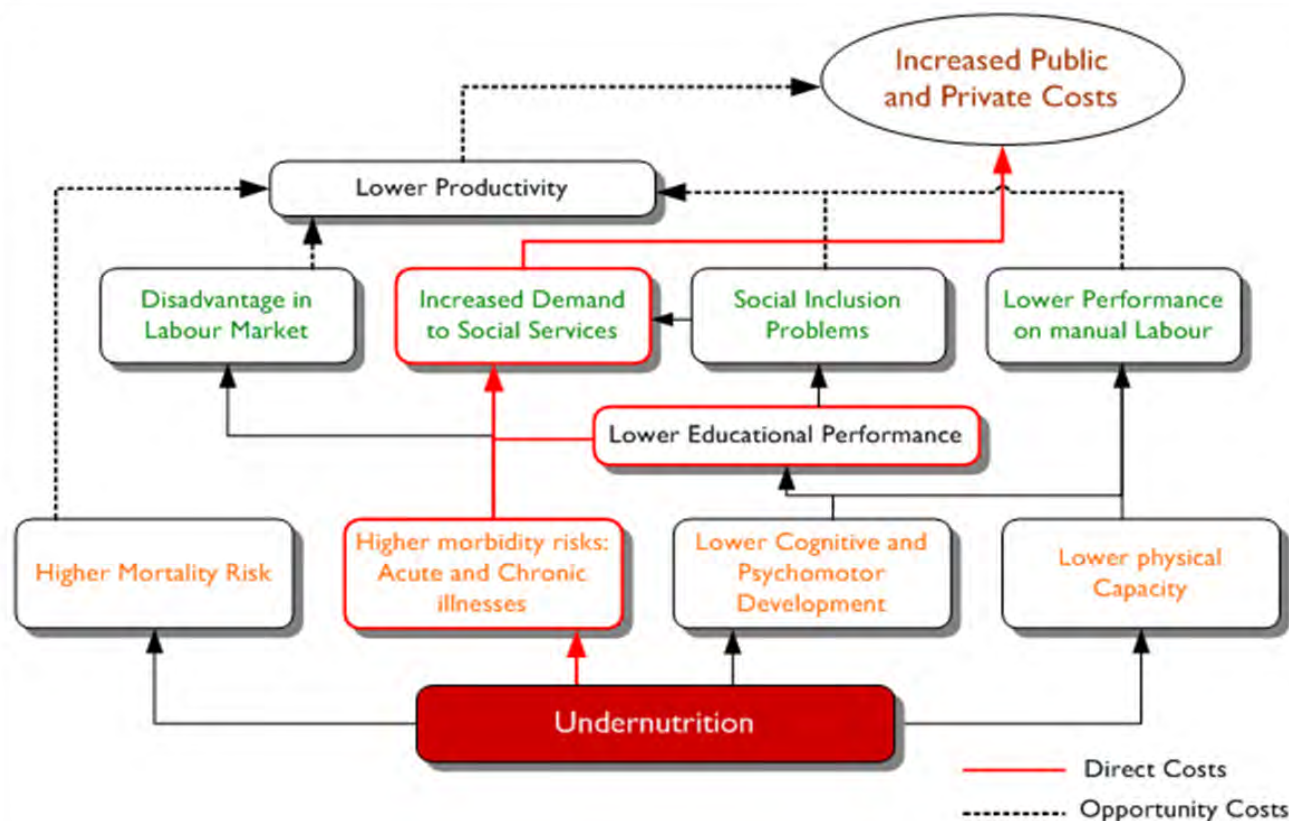 Increased Public
and Private Costs
Lower Productivity
Disadvantage in
Labour Market
Increased Demand
to Social Services
Social Inclusion
Problems
Lower Performance
on manual Labour
Lower Educational Performance
Higher Mortality Risk
Higher morbidity risks:
Acute and Chronic
illnesses
Lower Cognitive and
Psychomotor
Development
Lower physical
Capacity
Undernutrition
Direct Costs
Opportunity Costs